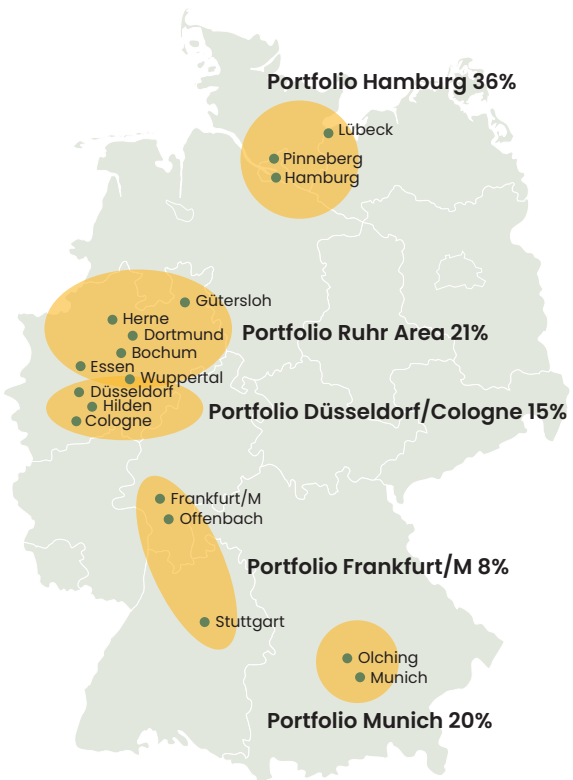 Portfolio Hamburg 36%
Lübeck
Pinneberg
Hamburg
Gütersloh
Herne
Dortmund
Portfolio Ruhr Area 21%
Bochum
Essen
Wuppertal
Düsseldorf
Hilden
Portfolio Düsseldorf/Cologne 15%
Cologne
Frankfurt/M
Offenbach
Portfolio Frankfurt/M 8%
Stuttgart
Olching
Munich
Portfolio Munich 20%